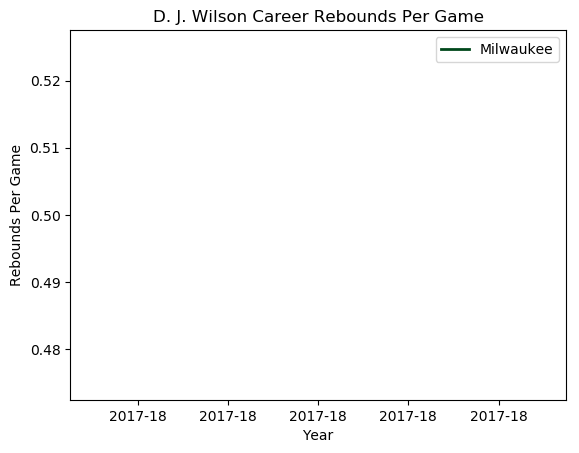 D. J. Wilson Career Rebounds Per Game
Milwaukee
0.52
0.51
0.50
0.49
0.48
Rebounds Per Game
2017-18 2017-18 2017-18 2017-18 2017-18
Year